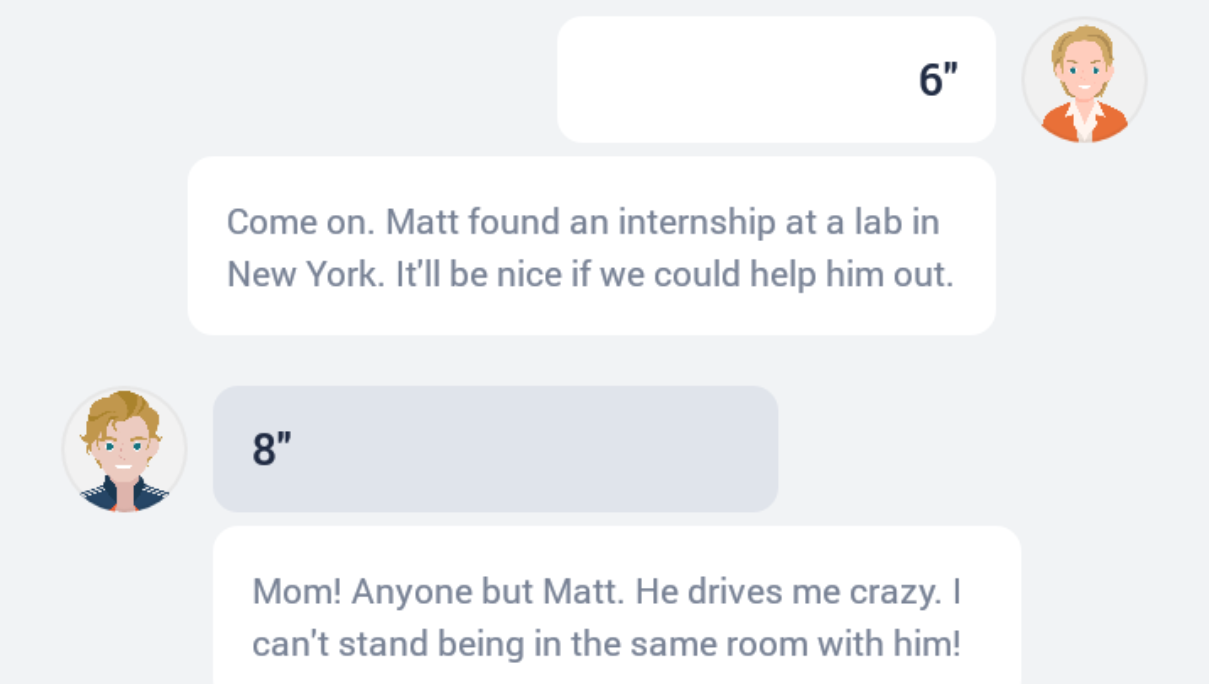 6"
Come on. Matt found an internship at a lab in
New York. It'll be nice if we could help him out.
8"
Mom! Anyone but Matt. He drives me crazy. I
can't stand being in the same room with him!